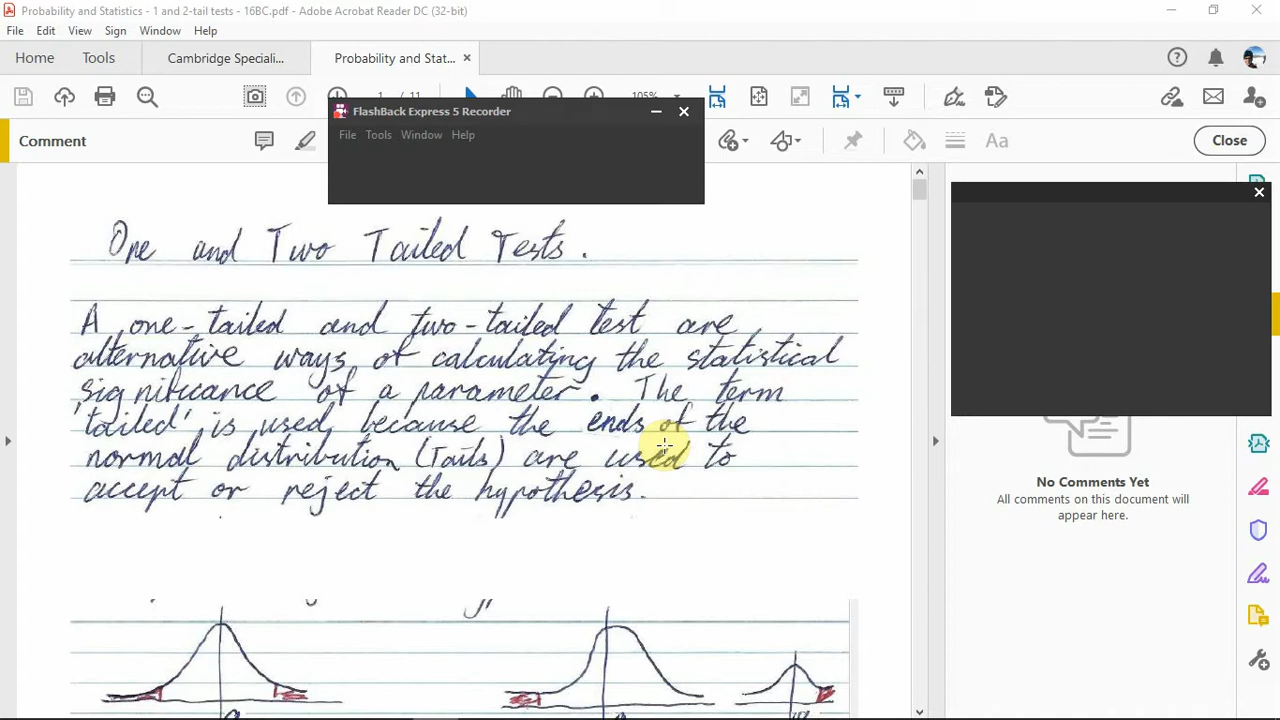 Probability and Statistics - 1 and 2-tail tests - 16BC.pdf - Adobe Acrobat Reader DC (32-bit)
File Edit View Sign Window Help
Home Tools Cambridge Speciali... Probability and Stat... ×
1 / 11 105%
FlashBack Express 5 Recorder
File Tools Window Help
Comment
Aa
Close
One and Two Tailed Tests.
A one-tailed and two-tailed test are
alternative ways of calculating the statistical
significance of a parameter. The term
'tailed' is used because the ends of the
normal distribution (Tails) are used to
accept or reject the hypothesis.
No Comments Yet
All comments on this document will
appear here.